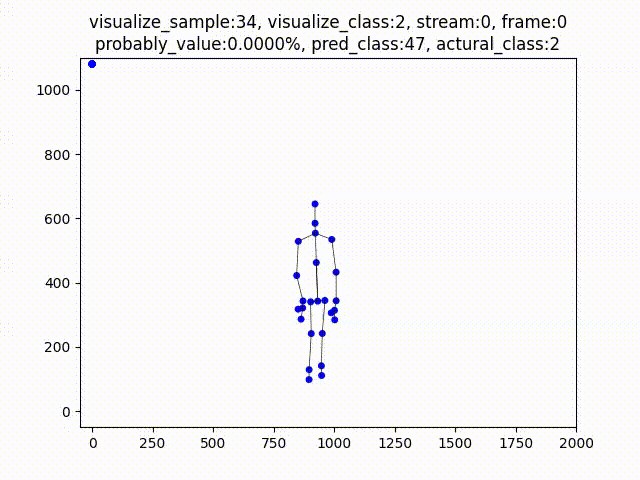 visualize_sample:34, visualize_class:2, stream:0, frame:0
probably_value:0.0000%, pred_class:47, actural_class:2
1000
800
600
400
200
0
0 250 500 750 1000 1250 1500 1750 2000